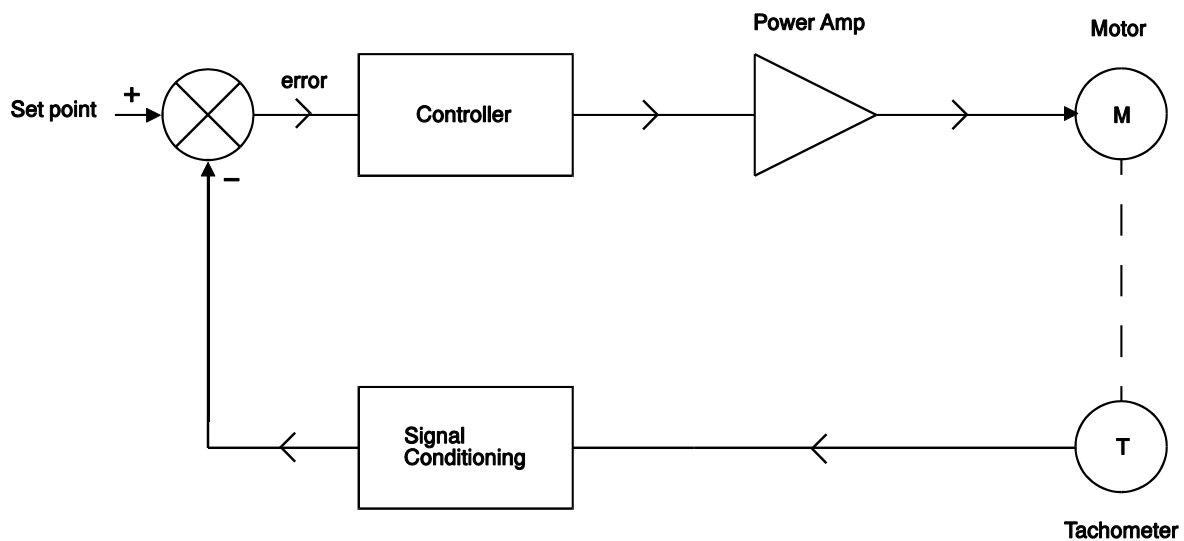 Power Amp
Motor
error
+
Set point
Controller
M
–
Signal
Conditioning
T
Tachometer